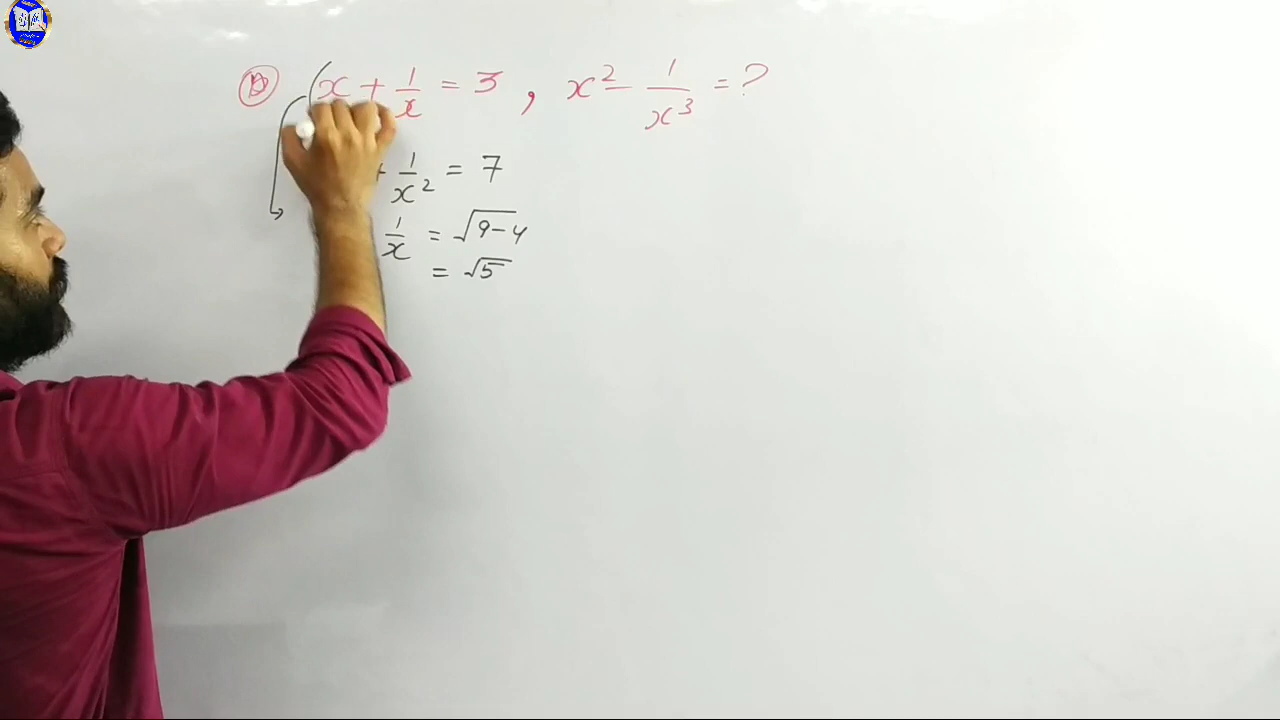 x + 1/x = 3 , x² - 1/x³ = ?
+ 1/x² = 7
1/x = √9-4
= √5